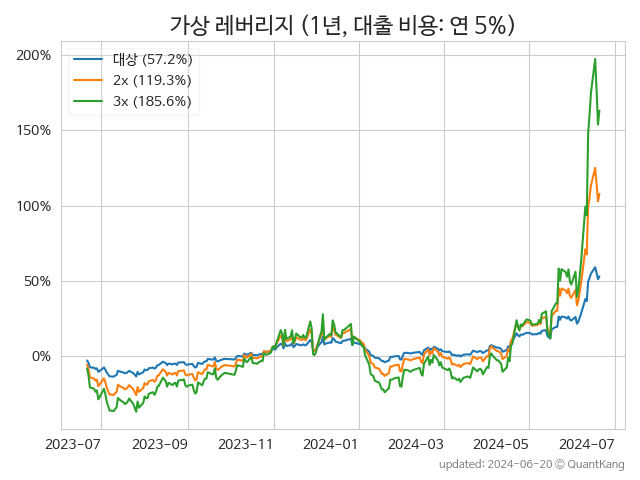 가상 레버리지 (1년, 대출 비용: 연 5%)
대상 (57.2%)
2x (119.3%)
3x (185.6%)
200%
150%
100%
50%
0%
2023-07 2023-09 2023-11 2024-01 2024-03 2024-05 2024-07
updated: 2024-06-20 © QuantKang